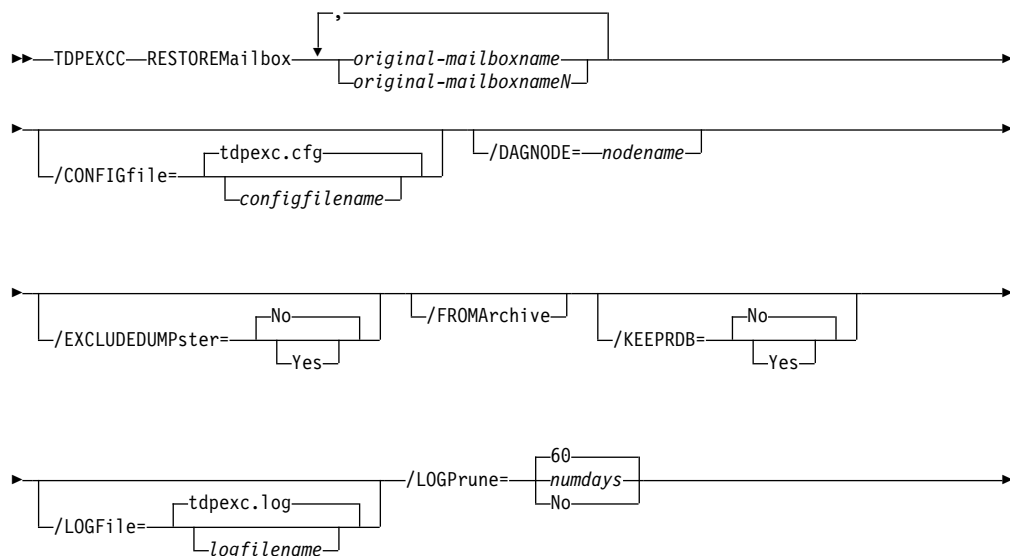 ,
TDPEXCC RESTOREMailbox original-mailboxname
original-mailboxnameN
/CONFIGfile= tdpexc.cfg
configfilename
/DAGNODE= nodename
/EXCLUDEDUMPster= No
Yes
/FROMArchive
/KEEPRDB= No
Yes
/LOGFile= tdpexc.log
logfilename
/LOGPrune= 60
numdays
No